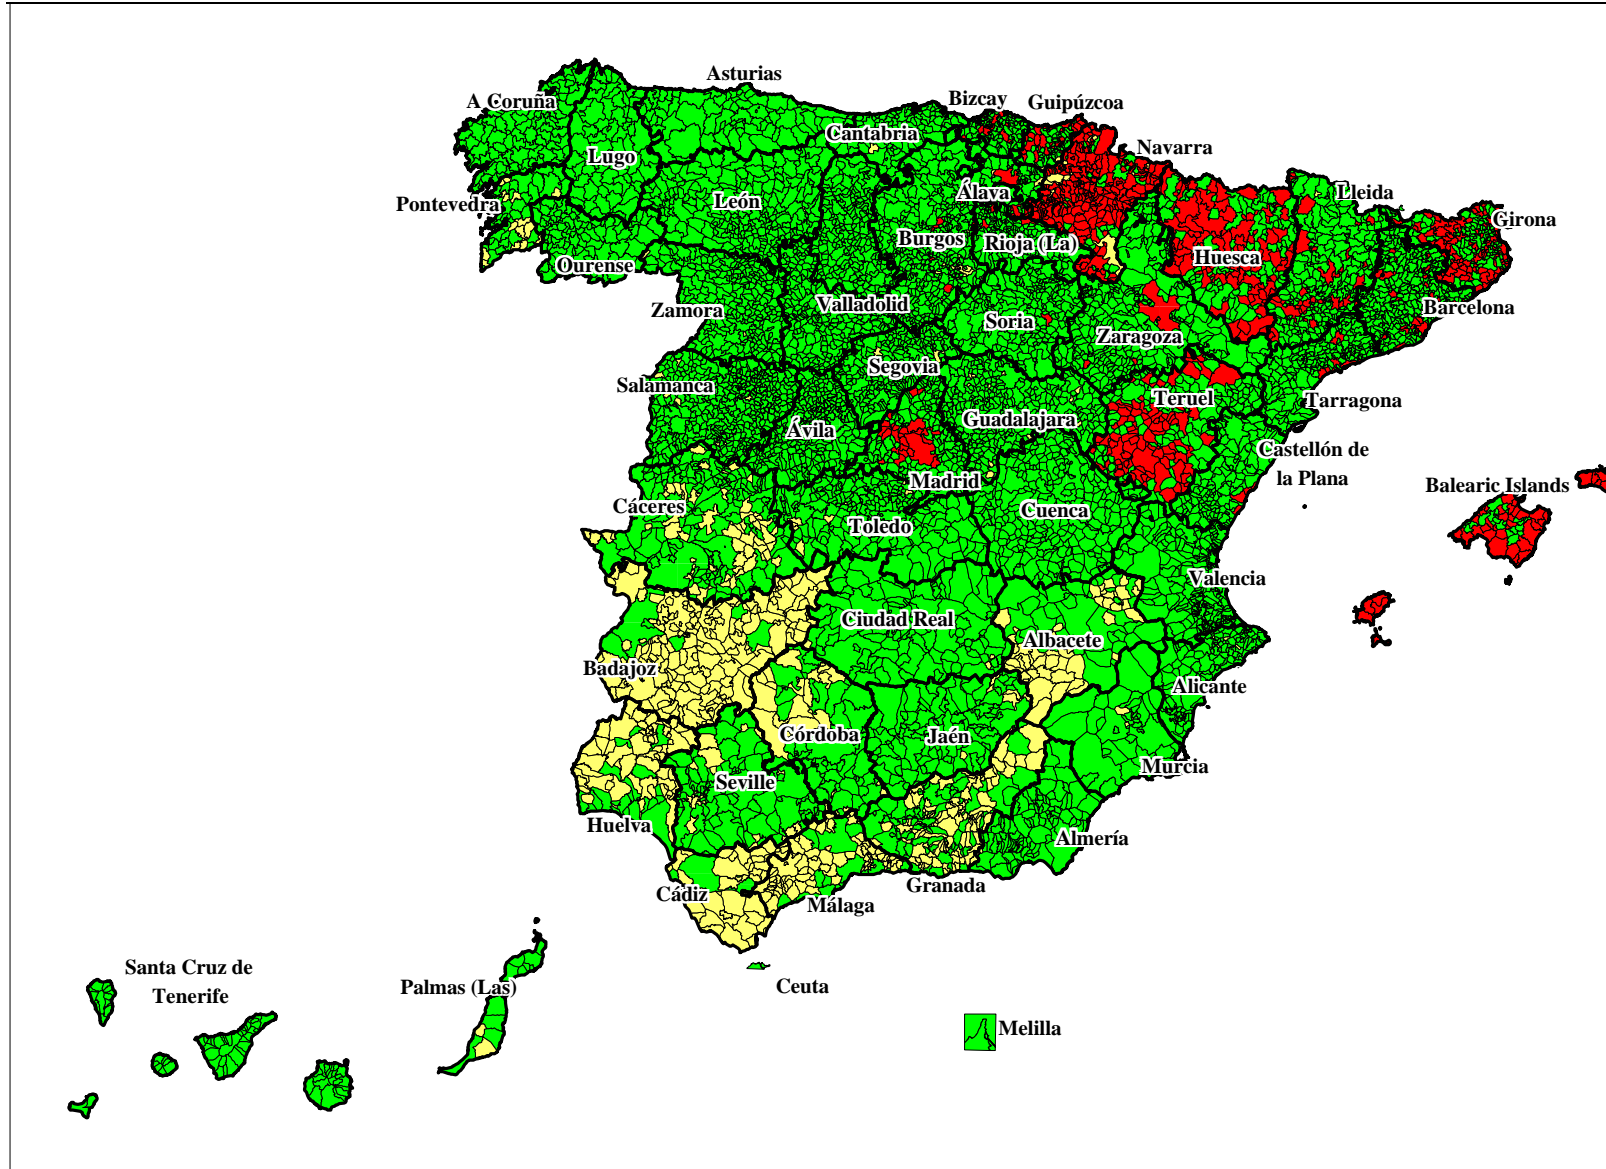 Asturias
A Coruña
Bizcay
Guipúzcoa
Cantabria
Navarra
Lugo
Álava
Lleida
León
Pontevedra
Girona
Burgos
Rioja (La)
Huesca
Ourense
Zamora
Valladolid
Soria
Barcelona
Zaragoza
Segovia
Salamanca
Teruel
Tarragona
Ávila
Guadalajara
Castellón de
la Plana
Madrid
Balearic Islands
Cáceres
Toledo
Cuenca
Valencia
Ciudad Real
Albacete
Badajoz
Alicante
Córdoba
Jaén
Murcia
Seville
Huelva
Almería
Cádiz
Granada
Málaga
Santa Cruz de
Tenerife
Palmas (Las)
Ceuta
Melilla